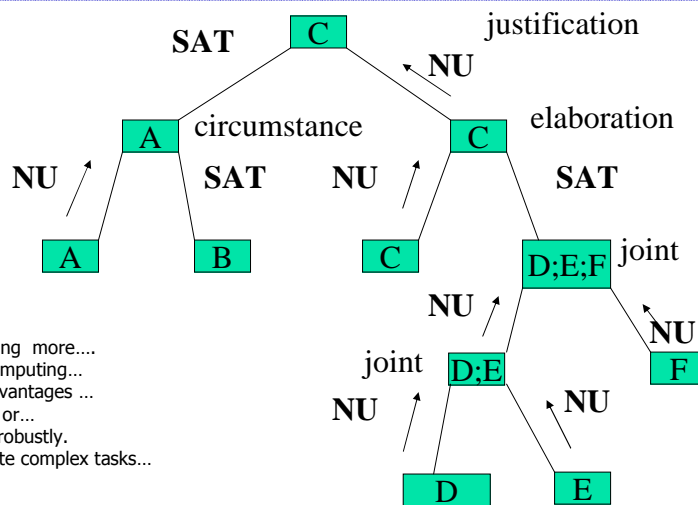 justification
SAT C
NU
A circumstance C elaboration
NU SAT NU SAT
A B C D;E;F joint
NU
NU
joint D;E F
NU NU
D E
ng more….
mputing…
vantages …
or…
robustly.
te complex tasks…